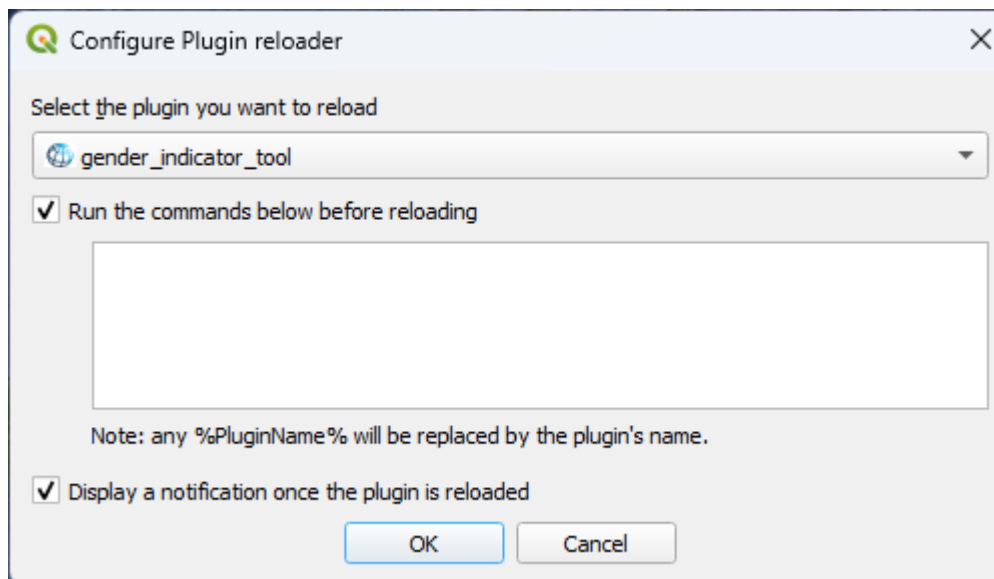 Configure Plugin reloader
Select the plugin you want to reload
gender_indicator_tool
Run the commands below before reloading
Note: any %PluginName% will be replaced by the plugin's name.
Display a notification once the plugin is reloaded
OK
Cancel